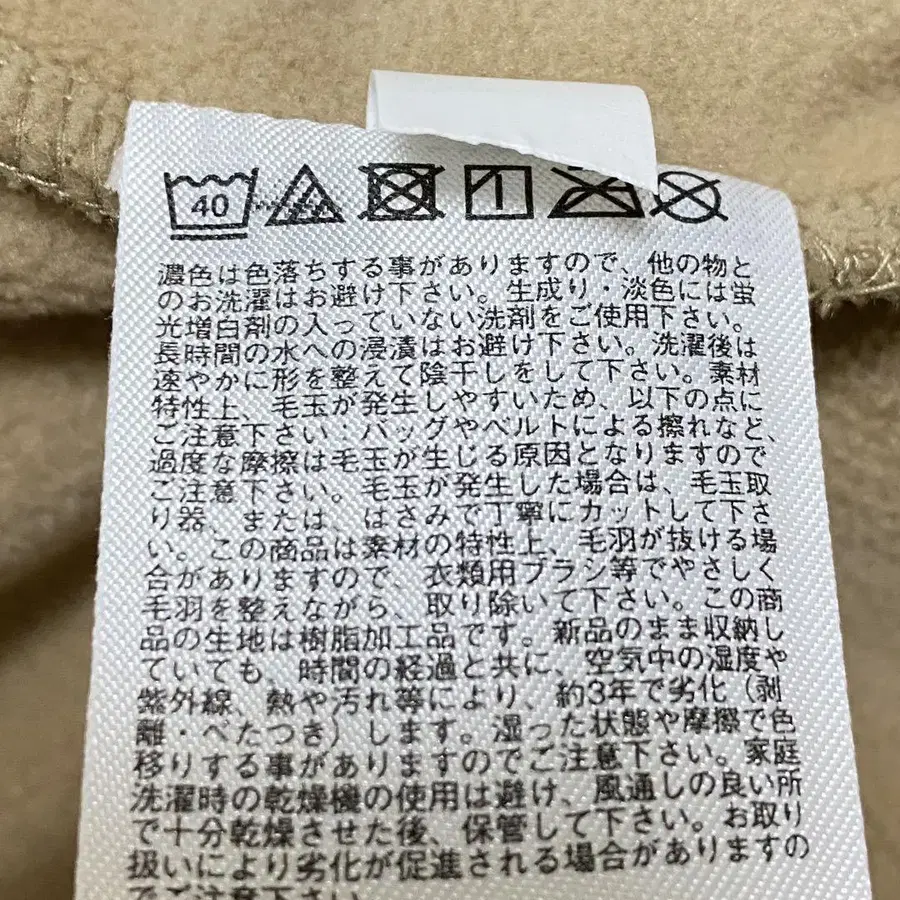 40
濃色は色落ちする事がありますので、他の物と
のお洗濯はお避け下さい。生成り・淡色には蛍
光増白剤の入っていない洗剤をご使用下さい。
長時間の水への浸漬はお避け下さい。洗濯後は
速やかに形を整えて陰干しをして下さい。素材
特性上、毛玉が発生しやすいため、以下の点に
ご注意下さい:バッグやベルトによる擦れなど、
過度な摩擦は毛玉が生じる原因となりますので
ご注意下さい。毛玉が発生した場合は、毛玉取
り器、または、はさみで丁寧にカットして下さ
い。この商品は素材の特性上、毛羽が抜ける場
合がありますので、衣類用ブラシ等でやさしく
毛羽を整えながら、取り除いて下さい。この商
品の生地は樹脂加工品です。新品のまま収納し
ていても、時間の経過と共に、空気中の湿度や
紫外線、熱や汚れ等により、約3年で劣化(剥
離・べたつき)します。湿った状態や摩擦で色
移りする事がありますのでご注意下さい。家庭
洗濯時の乾燥機の使用は避け、風通しの良い所
で十分乾燥させた後、保管して下さい。お取り
扱いにより劣化が促進される場合がありますの
でご注意下さい。